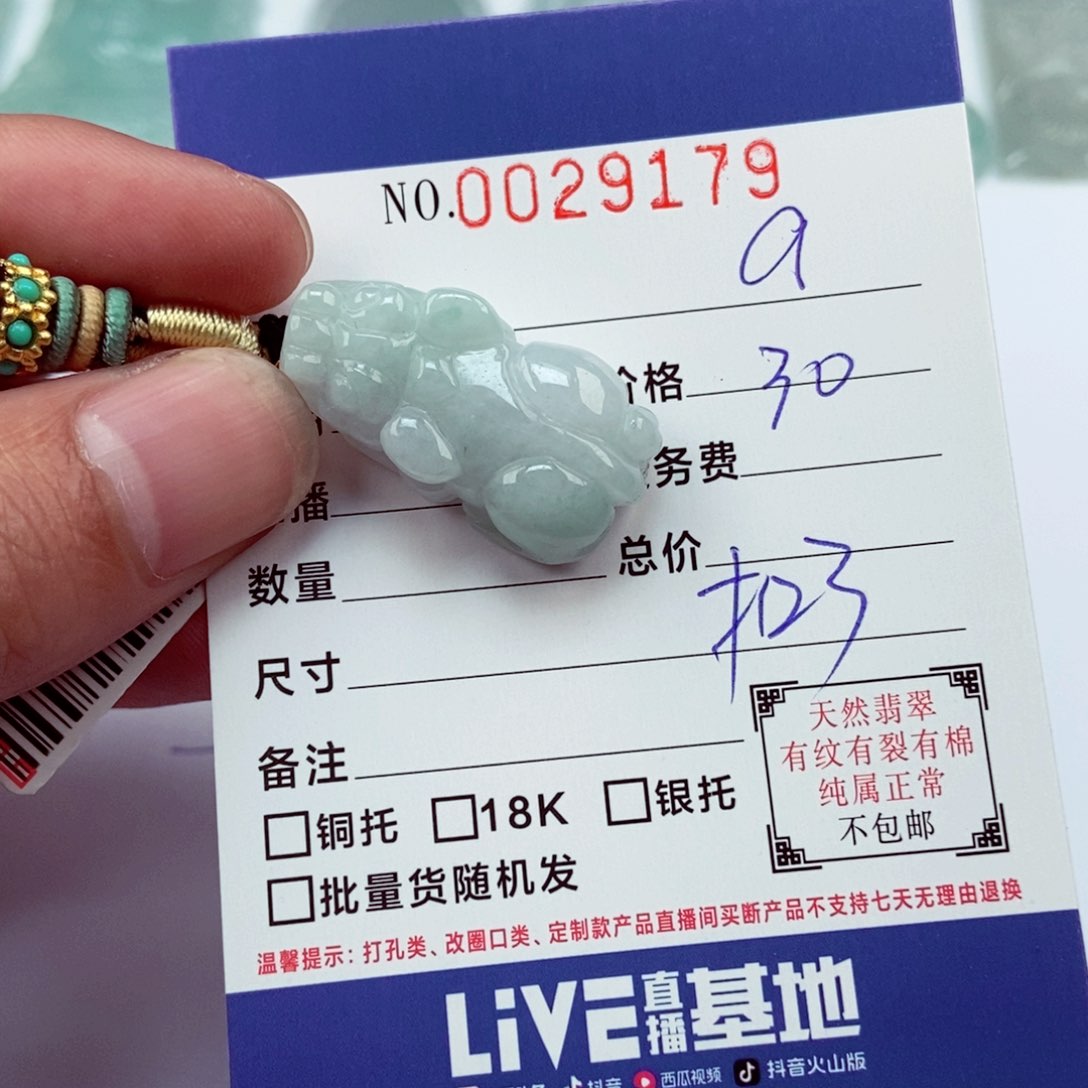 NO.0029179
a
价格 30
务费
播
数量
总价
扣3
尺寸
备注
天然翡翠
有纹有裂有棉
纯属正常
不包邮
铜托 18K 银托
批量货随机发
温馨提示：打孔类、改圈口类、定制款产品直播间买断产品不支持七天无理由退换
LiVE直播基地
抖音 西瓜视频 抖音火山版